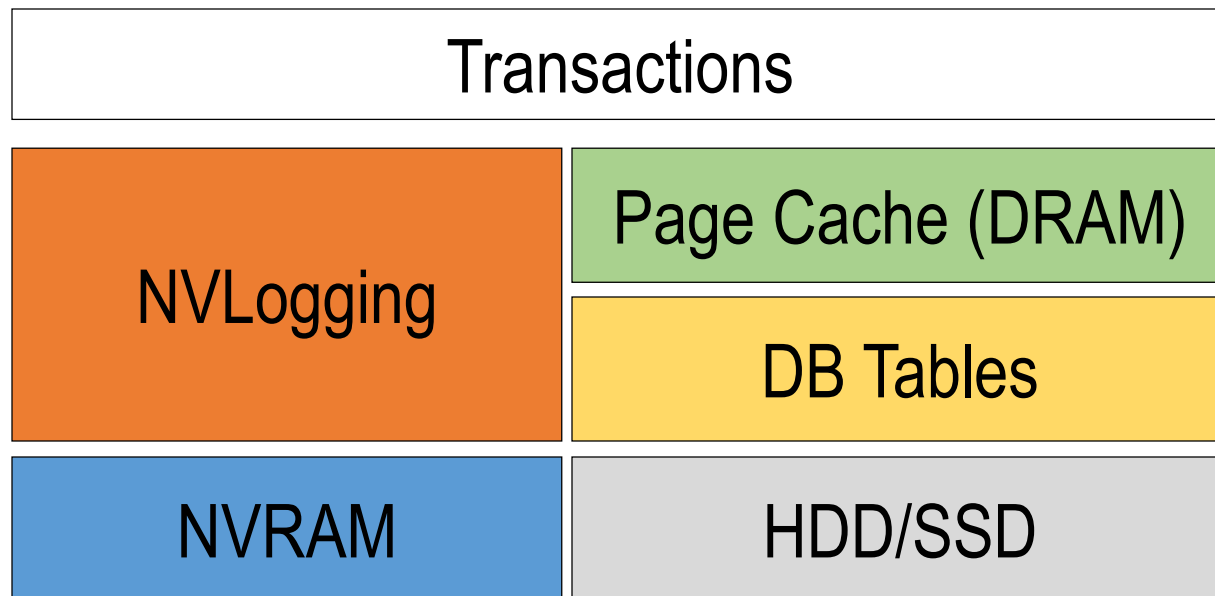 Transactions
NVLogging
Page Cache (DRAM)
DB Tables
NVRAM
HDD/SSD